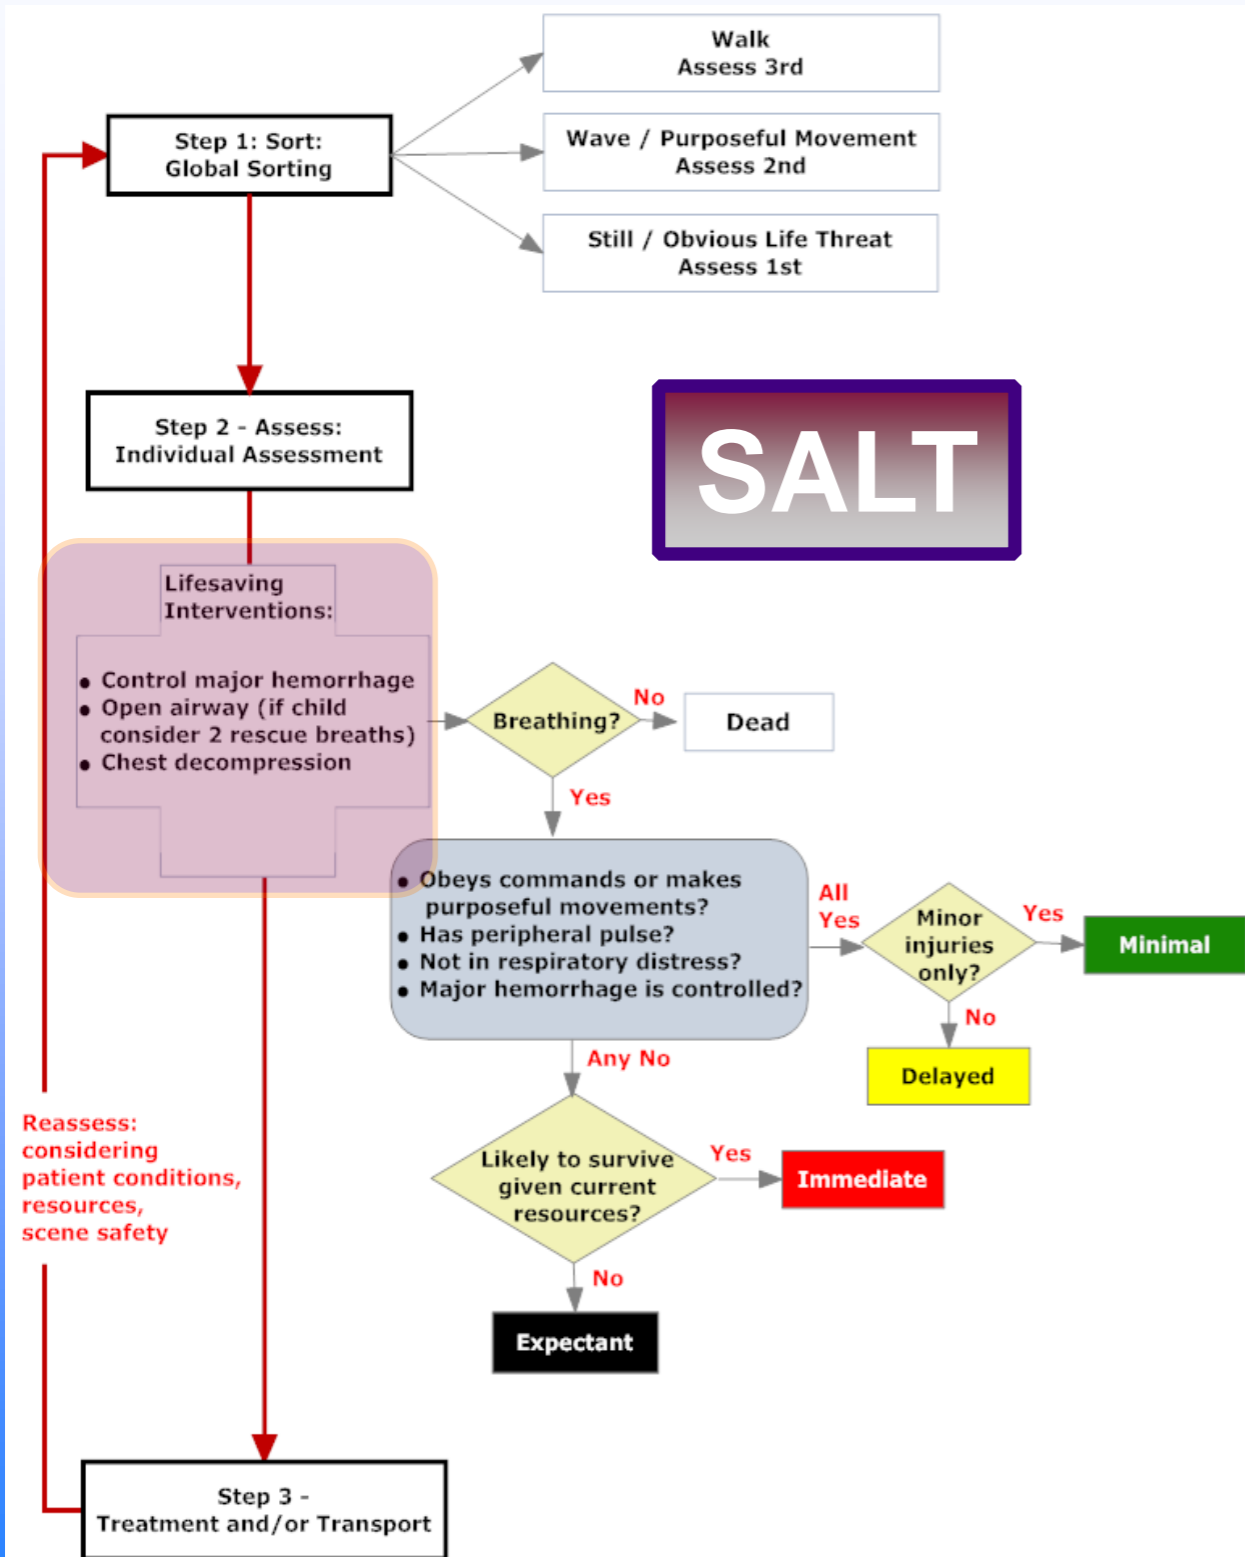 Walk
Assess 3rd
Step 1: Sort:
Global Sorting
Wave / Purposeful Movement
Assess 2nd
Still / Obvious Life Threat
Assess 1st
SALT
Step 2 - Assess:
Individual Assessment
Lifesaving
Interventions:
• Control major hemorrhage
• Open airway (if child
consider 2 rescue breaths)
• Chest decompression
Breathing?
No
Dead
Yes
• Obeys commands or makes
purposeful movements?
• Has peripheral pulse?
• Not in respiratory distress?
• Major hemorrhage is controlled?
All
Yes
Minor
injuries
only?
Yes
Minimal
No
Delayed
Any No
Likely to survive
given current
resources?
Yes
Immediate
No
Expectant
Reassess:
considering
patient conditions,
resources,
scene safety
Step 3 -
Treatment and/or Transport